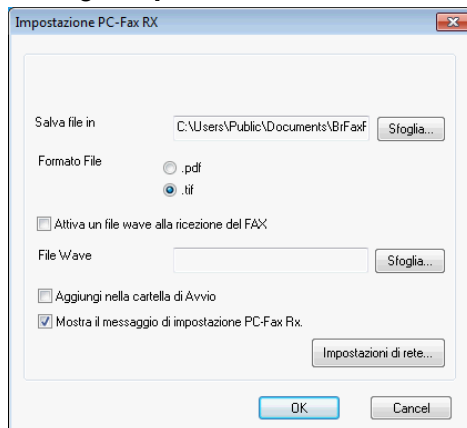 Impostazione PC-Fax RX
Salva file in
C:\Users\Public\Documents\BrFaxF
Sfoglia...
Formato File
.pdf
.tif
Attiva un file wave alla ricezione del FAX
File Wave
Sfoglia...
Aggiungi nella cartella di Avvio
Mostra il messaggio di impostazione PC-Fax Rx.
Impostazioni di rete...
OK
Cancel